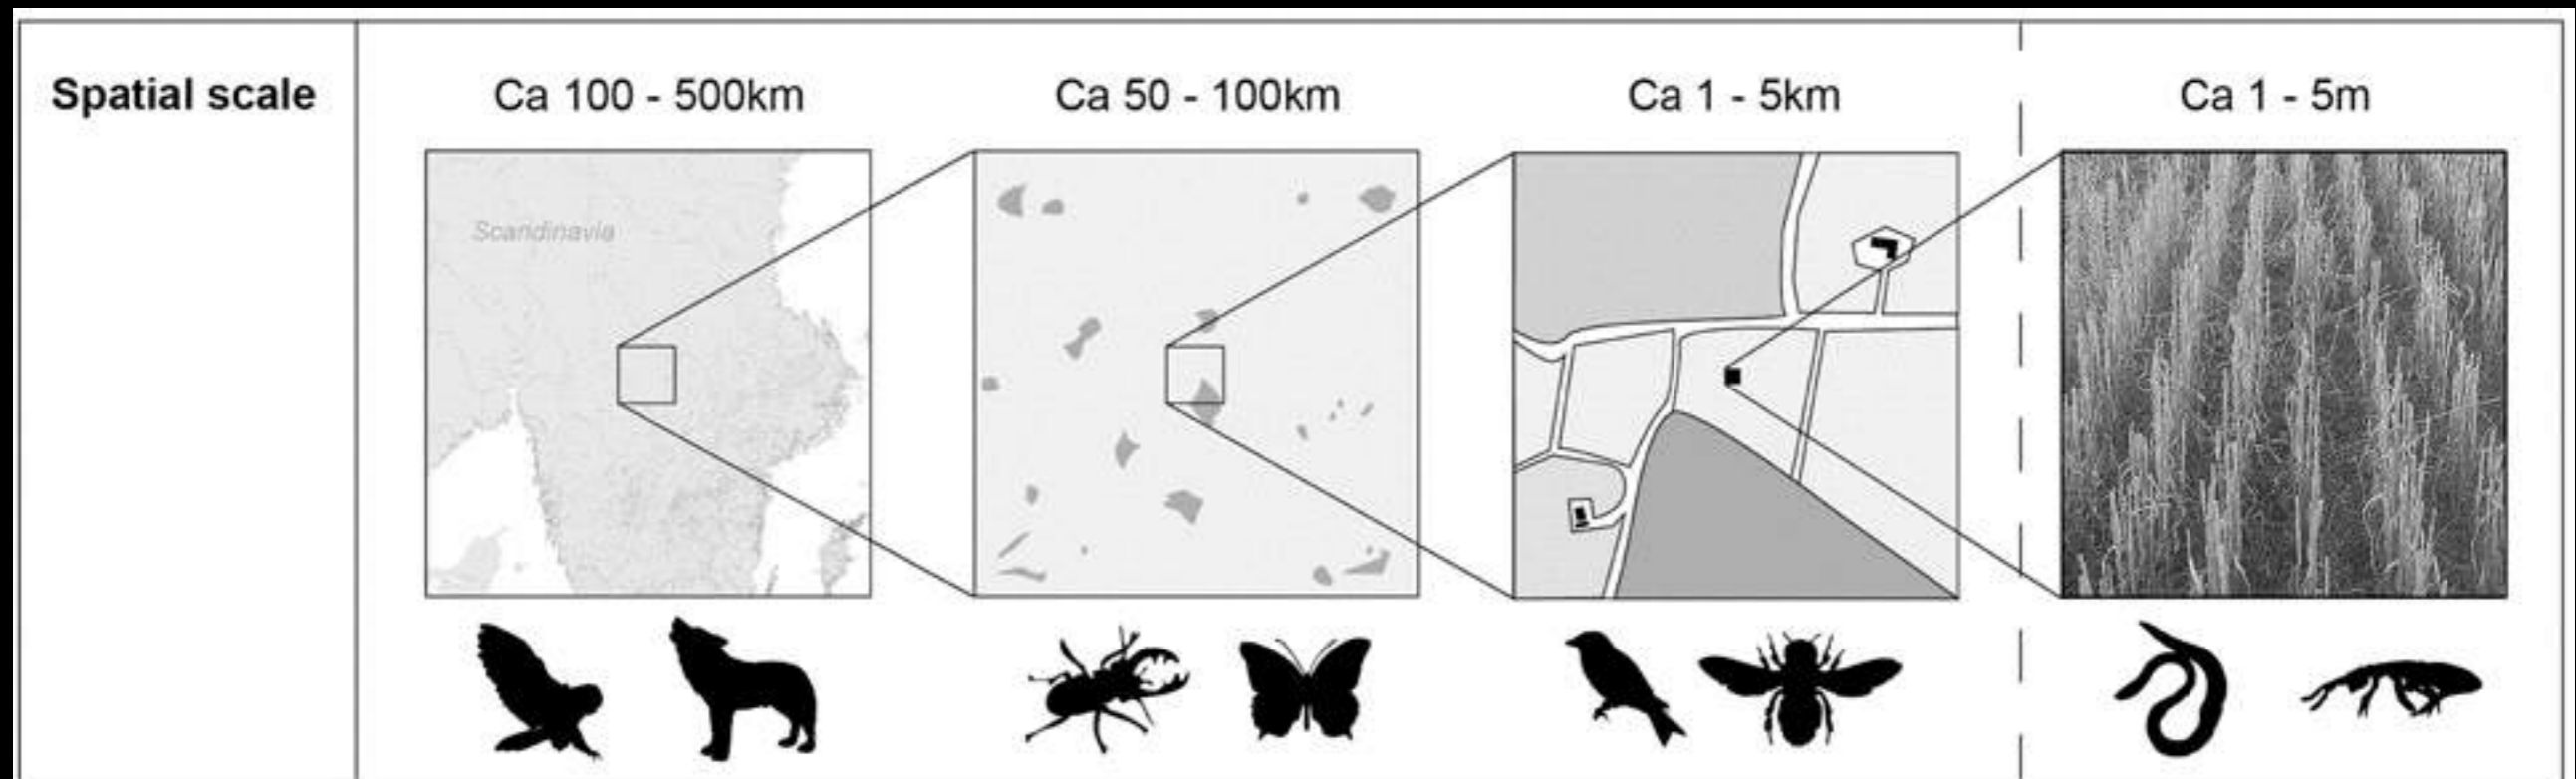 Spatial scale
Ca 100 - 500km
Ca 50 - 100km
Ca 1 - 5km
Ca 1 - 5m
Scandinavia